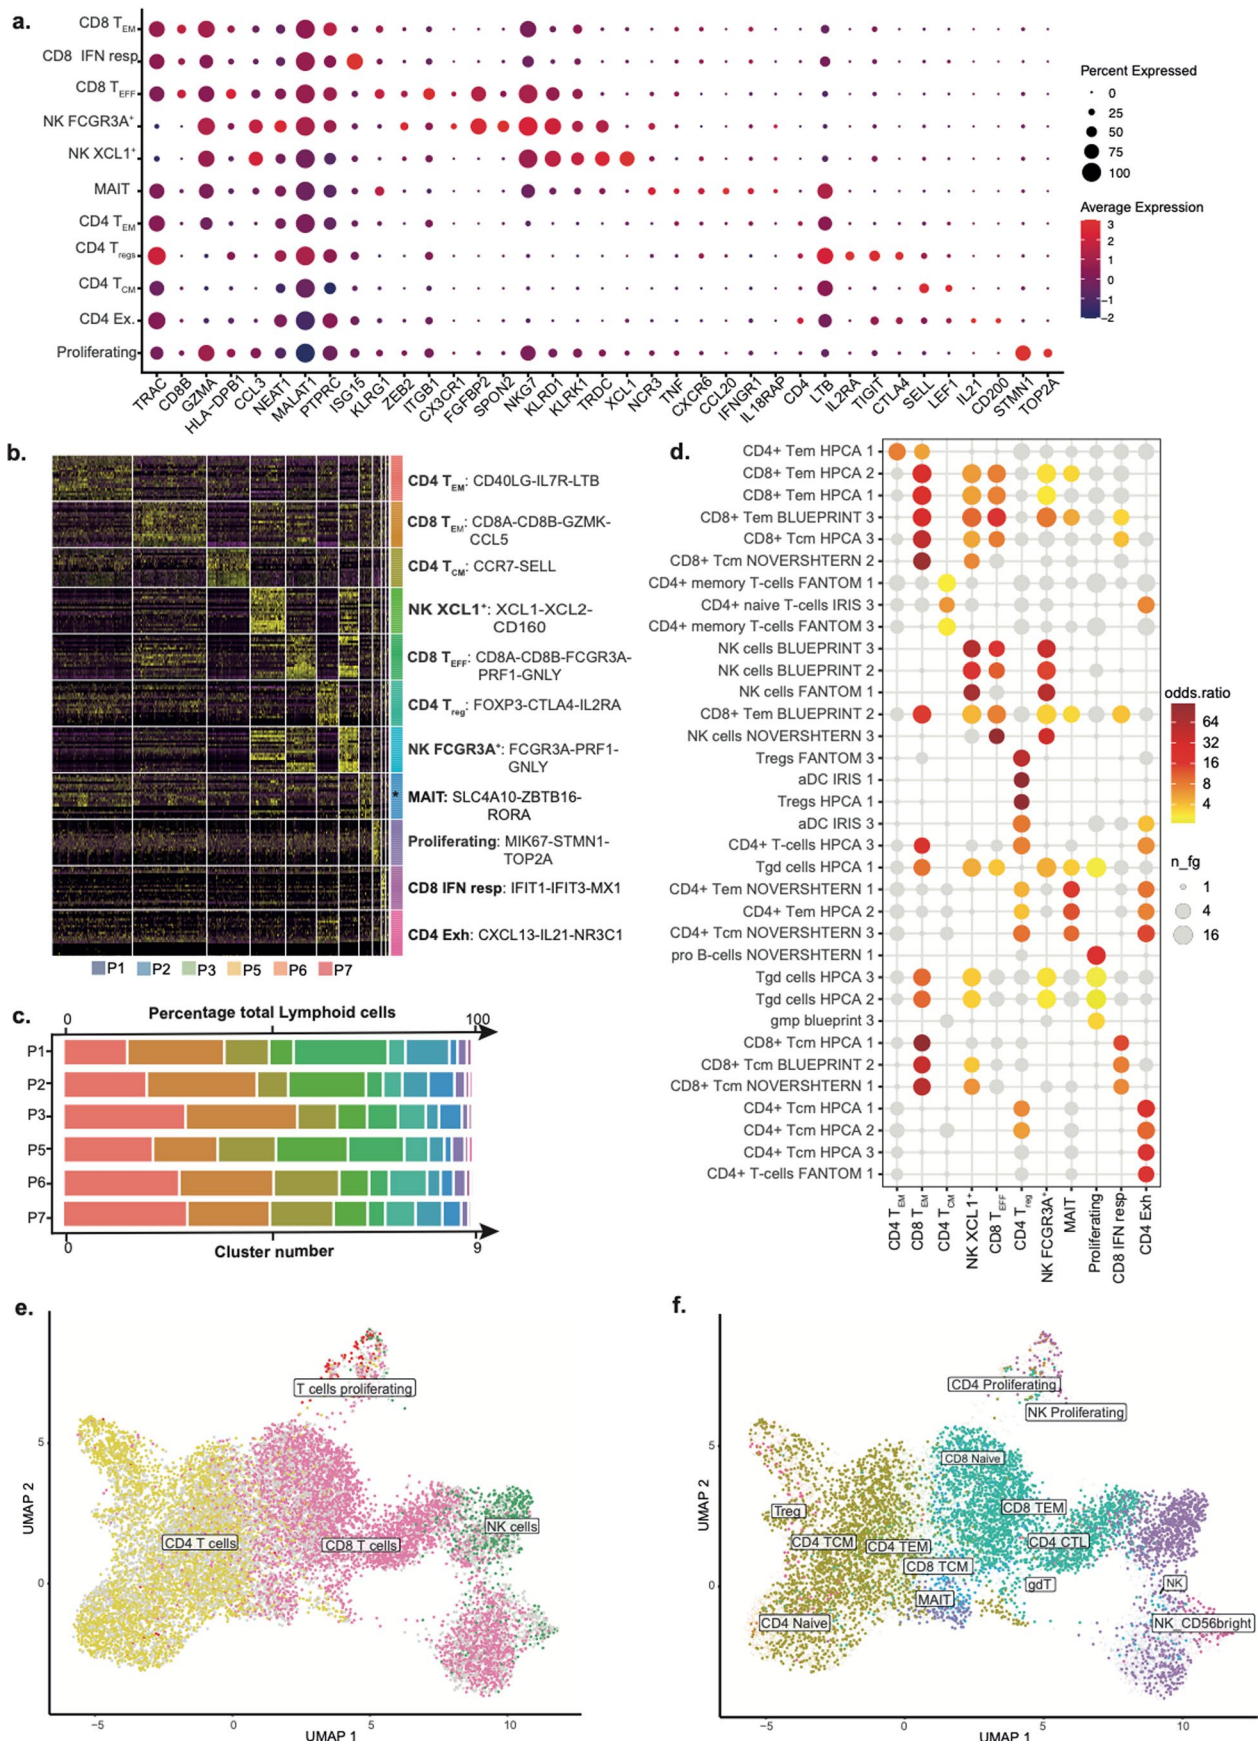 a.
CD8 TEM
CD8 IFN resp
CD8 TEFF
NK FCGR3A+
NK XCL1+
MAIT
CD4 TEM
CD4 Tregs
CD4 TCM
CD4 Ex.
Proliferating
TRAC
CD8B
GZMA
HLA-DPB1
CCL3
NEAT1
MALAT1
PTPRC
ISG15
KLRG1
ZEB2
ITGB1
CX3CR1
FGFBP2
SPON2
NKG7
KLRD1
KLRK1
TRDC
XCL1
NCR3
TNF
CXCR6
CCL20
IFNGR1
IL18RAP
CD4
LTB
IL2RA
TIGIT
CTLA4
SELL
LEF1
IL21
CD200
STMN1
TOP2A
Percent Expressed
0
25
50
75
100
Average Expression
3
2
1
0
−1
−2
b.
CD4 TEM: CD40LG-IL7R-LTB
CD8 TEM: CD8A-CD8B-GZMK-
CCL5
CD4 TCM: CCR7-SELL
NK XCL1+: XCL1-XCL2-
CD160
CD8 TEFF: CD8A-CD8B-FCGR3A-
PRF1-GNLY
CD4 Treg: FOXP3-CTLA4-IL2RA
NK FCGR3A+: FCGR3A-PRF1-
GNLY
*
MAIT: SLC4A10-ZBTB16-
RORA
Proliferating: MIK67-STMN1-
TOP2A
CD8 IFN resp: IFIT1-IFIT3-MX1
CD4 Exh: CXCL13-IL21-NR3C1
P1 P2 P3 P5 P6 P7
c.
0 Percentage total Lymphoid cells 100
P1
P2
P3
P5
P6
P7
0 Cluster number 9
d.
CD4+ Tem HPCA 1
CD8+ Tem HPCA 2
CD8+ Tem HPCA 1
CD8+ Tem BLUEPRINT 3
CD8+ Tcm HPCA 3
CD8+ Tcm NOVERSHTERN 2
CD4+ memory T-cells FANTOM 1
CD4+ naive T-cells IRIS 3
CD4+ memory T-cells FANTOM 3
NK cells BLUEPRINT 3
NK cells BLUEPRINT 2
NK cells FANTOM 1
CD8+ Tem BLUEPRINT 2
NK cells NOVERSHTERN 3
Tregs FANTOM 3
aDC IRIS 1
Tregs HPCA 1
aDC IRIS 3
CD4+ T-cells HPCA 3
Tgd cells HPCA 1
CD4+ Tem NOVERSHTERN 1
CD4+ Tem HPCA 2
CD4+ Tcm NOVERSHTERN 3
pro B-cells NOVERSHTERN 1
Tgd cells HPCA 3
Tgd cells HPCA 2
gmp blueprint 3
CD8+ Tcm HPCA 1
CD8+ Tcm BLUEPRINT 2
CD8+ Tcm NOVERSHTERN 1
CD4+ Tcm HPCA 1
CD4+ Tcm HPCA 2
CD4+ Tcm HPCA 3
CD4+ T-cells FANTOM 1
CD4 TEM
CD8 TEM
CD4 TCM
NK XCL1+
CD8 TEFF
CD4 Treg
NK FCGR3A+
MAIT
Proliferating
CD8 IFN resp
CD4 Exh
odds.ratio
64
32
16
8
4
n_fg
1
4
16
e.
T cells proliferating
CD4 T cells
CD8 T cells
NK cells
5
0
UMAP 2
−5 0 5 10
UMAP 1
f.
CD4 Proliferating
NK Proliferating
CD8 Naive
CD8 TEM
Treg
CD4 TCM
CD4 TEM
CD4 CTL
CD8 TCM
gdT
NK
MAIT
CD4 Naive
NK_CD56bright
5
0
UMAP 2
−5 0 5 10
UMAP 1